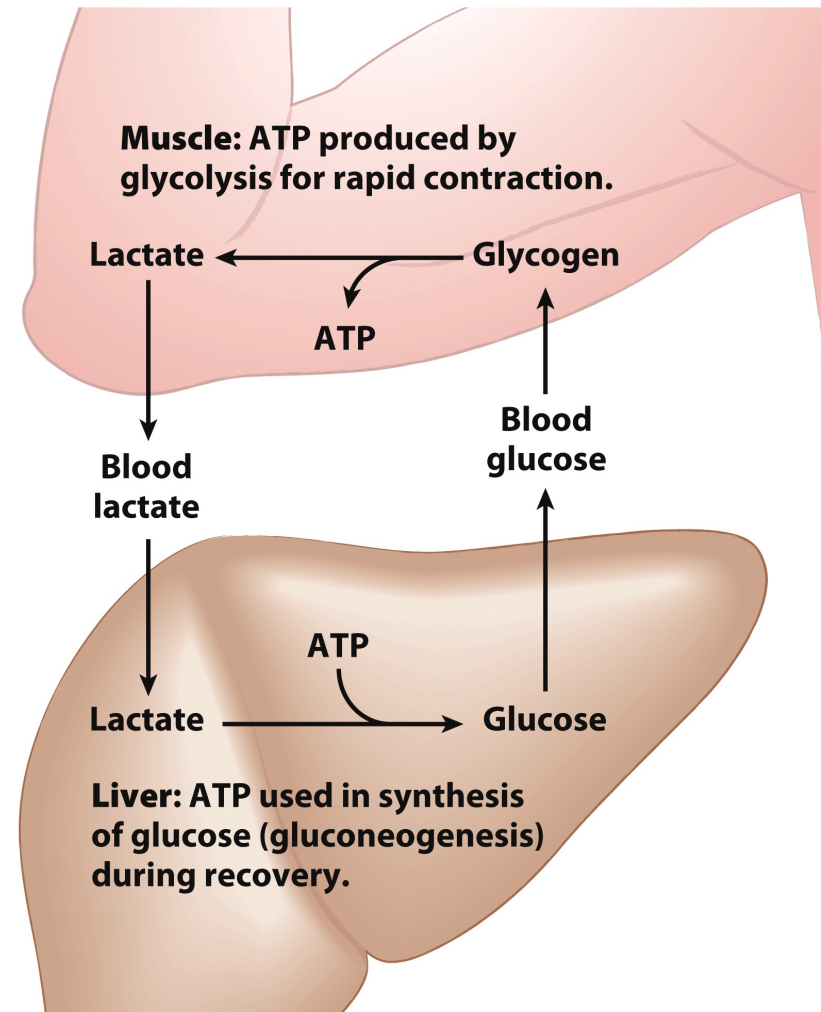 Muscle: ATP produced by
glycolysis for rapid contraction.
Lactate
Glycogen
ATP
Blood
glucose
Blood
lactate
ATP
Lactate
Glucose
Liver: ATP used in synthesis
of glucose (gluconeogenesis)
during recovery.